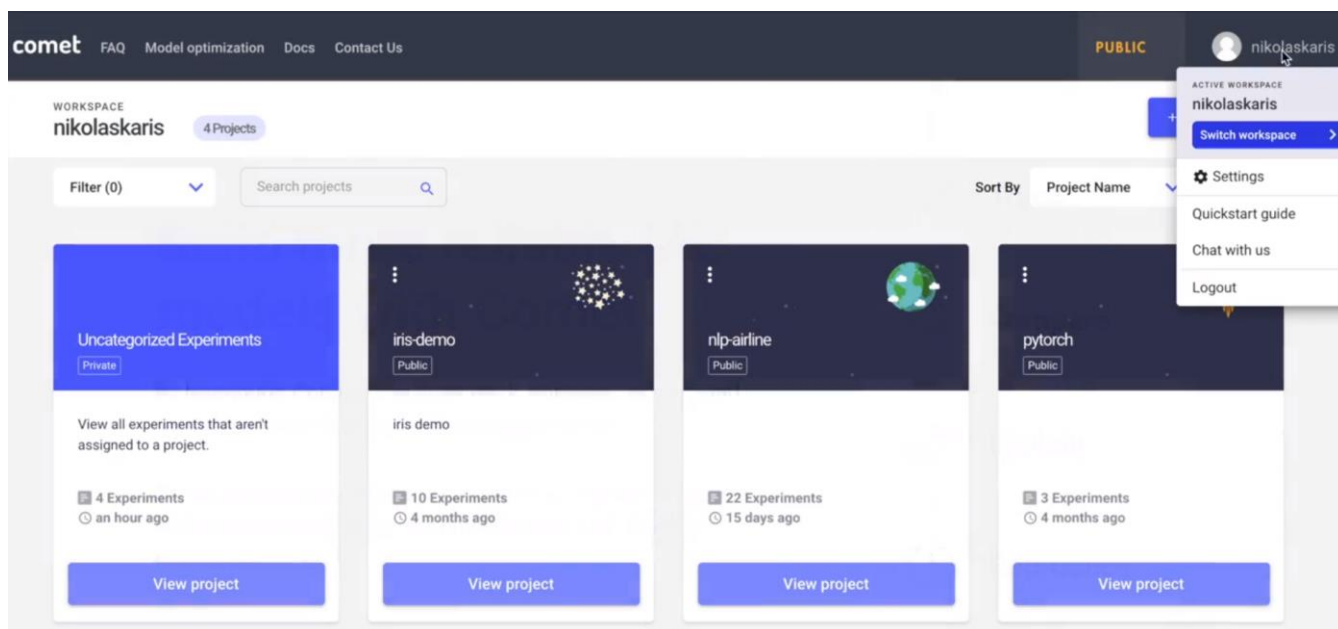 comet FAQ Model optimization Docs Contact Us PUBLIC nikolaskaris
ACTIVE WORKSPACE
nikolaskaris
Switch workspace
Settings
Quickstart guide
Chat with us
Logout
WORKSPACE
nikolaskaris 4 Projects
+
Filter (0) Search projects Sort By Project Name
Uncategorized Experiments
Private
View all experiments that aren't
assigned to a project.
4 Experiments
an hour ago
View project
iris-demo
Public
iris demo
10 Experiments
4 months ago
View project
nlp-airline
Public
22 Experiments
15 days ago
View project
pytorch
Public
3 Experiments
4 months ago
View project